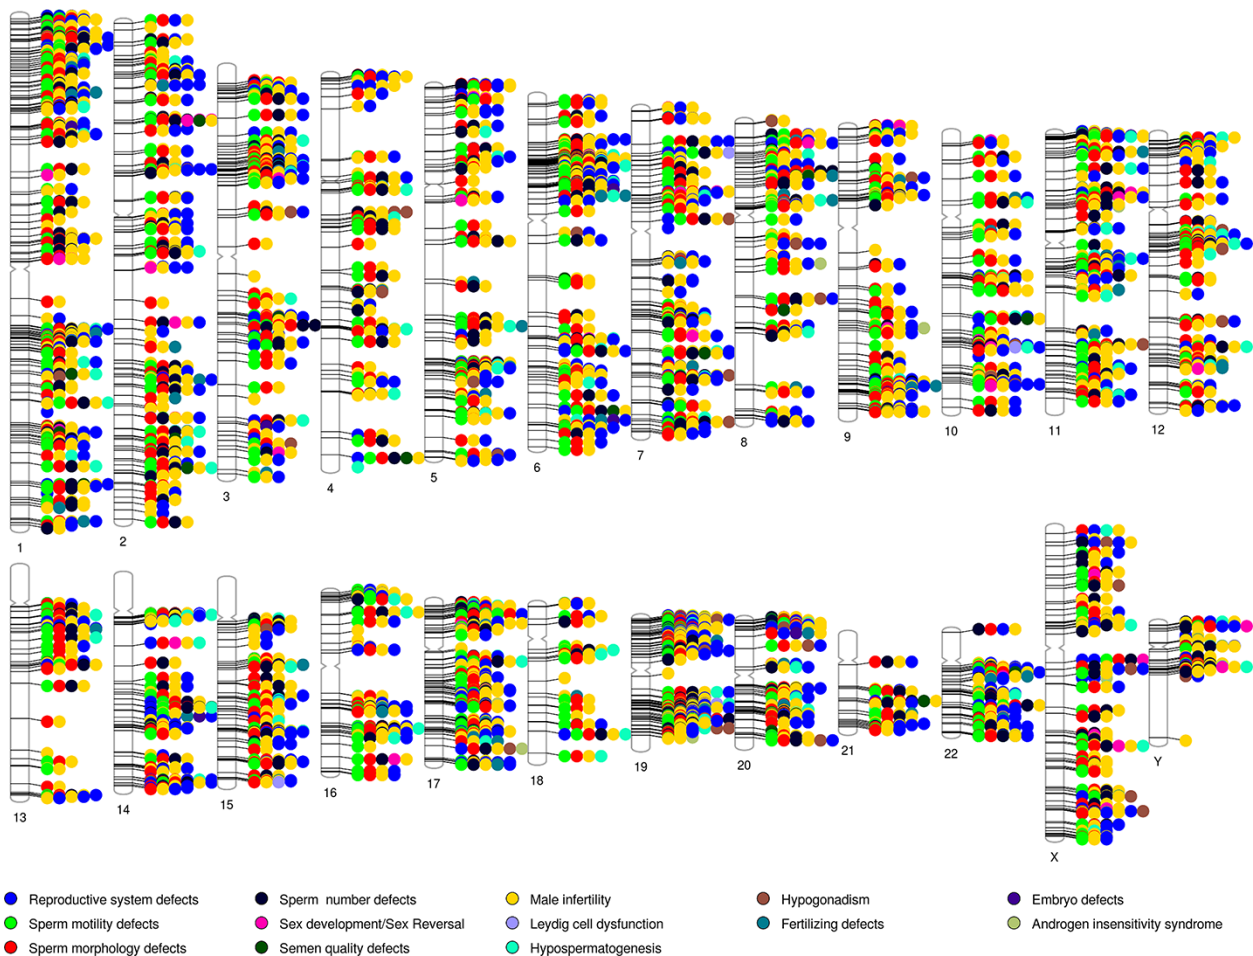 1 2 3 4 5 6 7 8 9 10 11 12
13 14 15 16 17 18 19 20 21 22 X Y
Reproductive system defects Sperm number defects Male infertility Hypogonadism Embryo defects
Sperm motility defects Sex development/Sex Reversal Leydig cell dysfunction Fertilizing defects Androgen insensitivity syndrome
Sperm morphology defects Semen quality defects Hypospermatogenesis